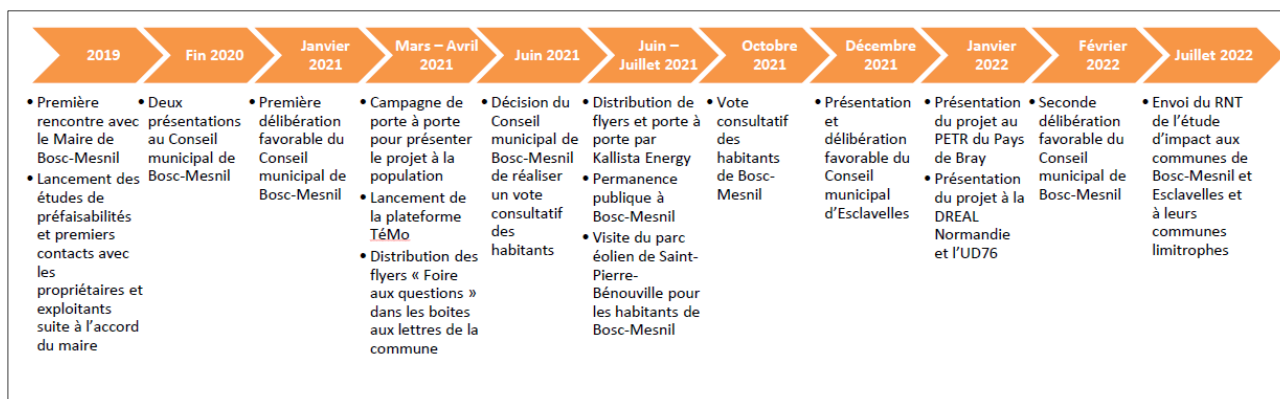 2019
Fin 2020
Janvier
2021
Mars – Avril
2021
Juin 2021
Juin –
Juillet 2021
Octobre
2021
Décembre
2021
Janvier
2022
Février
2022
Juillet 2022
• Première
rencontre avec
le Maire de
Bosc-Mesnil
• Lancement des
études de
préfaisabilités
et premiers
contacts avec
les
propriétaires et
exploitants
suite à l’accord
du maire
• Deux
présentations
au Conseil
municipal de
Bosc-Mesnil
• Première
délibération
favorable du
Conseil
municipal de
Bosc-Mesnil
• Campagne de
porte à porte
pour présenter
le projet à la
population
• Lancement de
la plateforme
TéMo
• Distribution des
flyers « Foire
aux questions »
dans les boites
aux lettres de la
commune
• Décision du
Conseil
municipal de
Bosc-Mesnil
de réaliser
un vote
consultatif
des
habitants
• Distribution de
flyers et porte à
porte par
Kallista Energy
• Permanence
publique à
Bosc-Mesnil
• Visite du parc
éolien de Saint-
Pierre-
Bénouville pour
les habitants de
Bosc-Mesnil
• Vote
consultatif
des
habitants
de Bosc-
Mesnil
• Présentation
et
délibération
favorable du
Conseil
municipal
d’Esclavelles
• Présentation
du projet au
PETR du Pays
de Bray
• Présentation
du projet à la
DREAL
Normandie
et l’UD76
• Seconde
délibération
favorable du
Conseil
municipal de
Bosc-Mesnil
• Envoi du RNT
de l’étude
d’impact aux
communes de
Bosc-Mesnil et
Esclavelles et
à leurs
communes
limitrophes